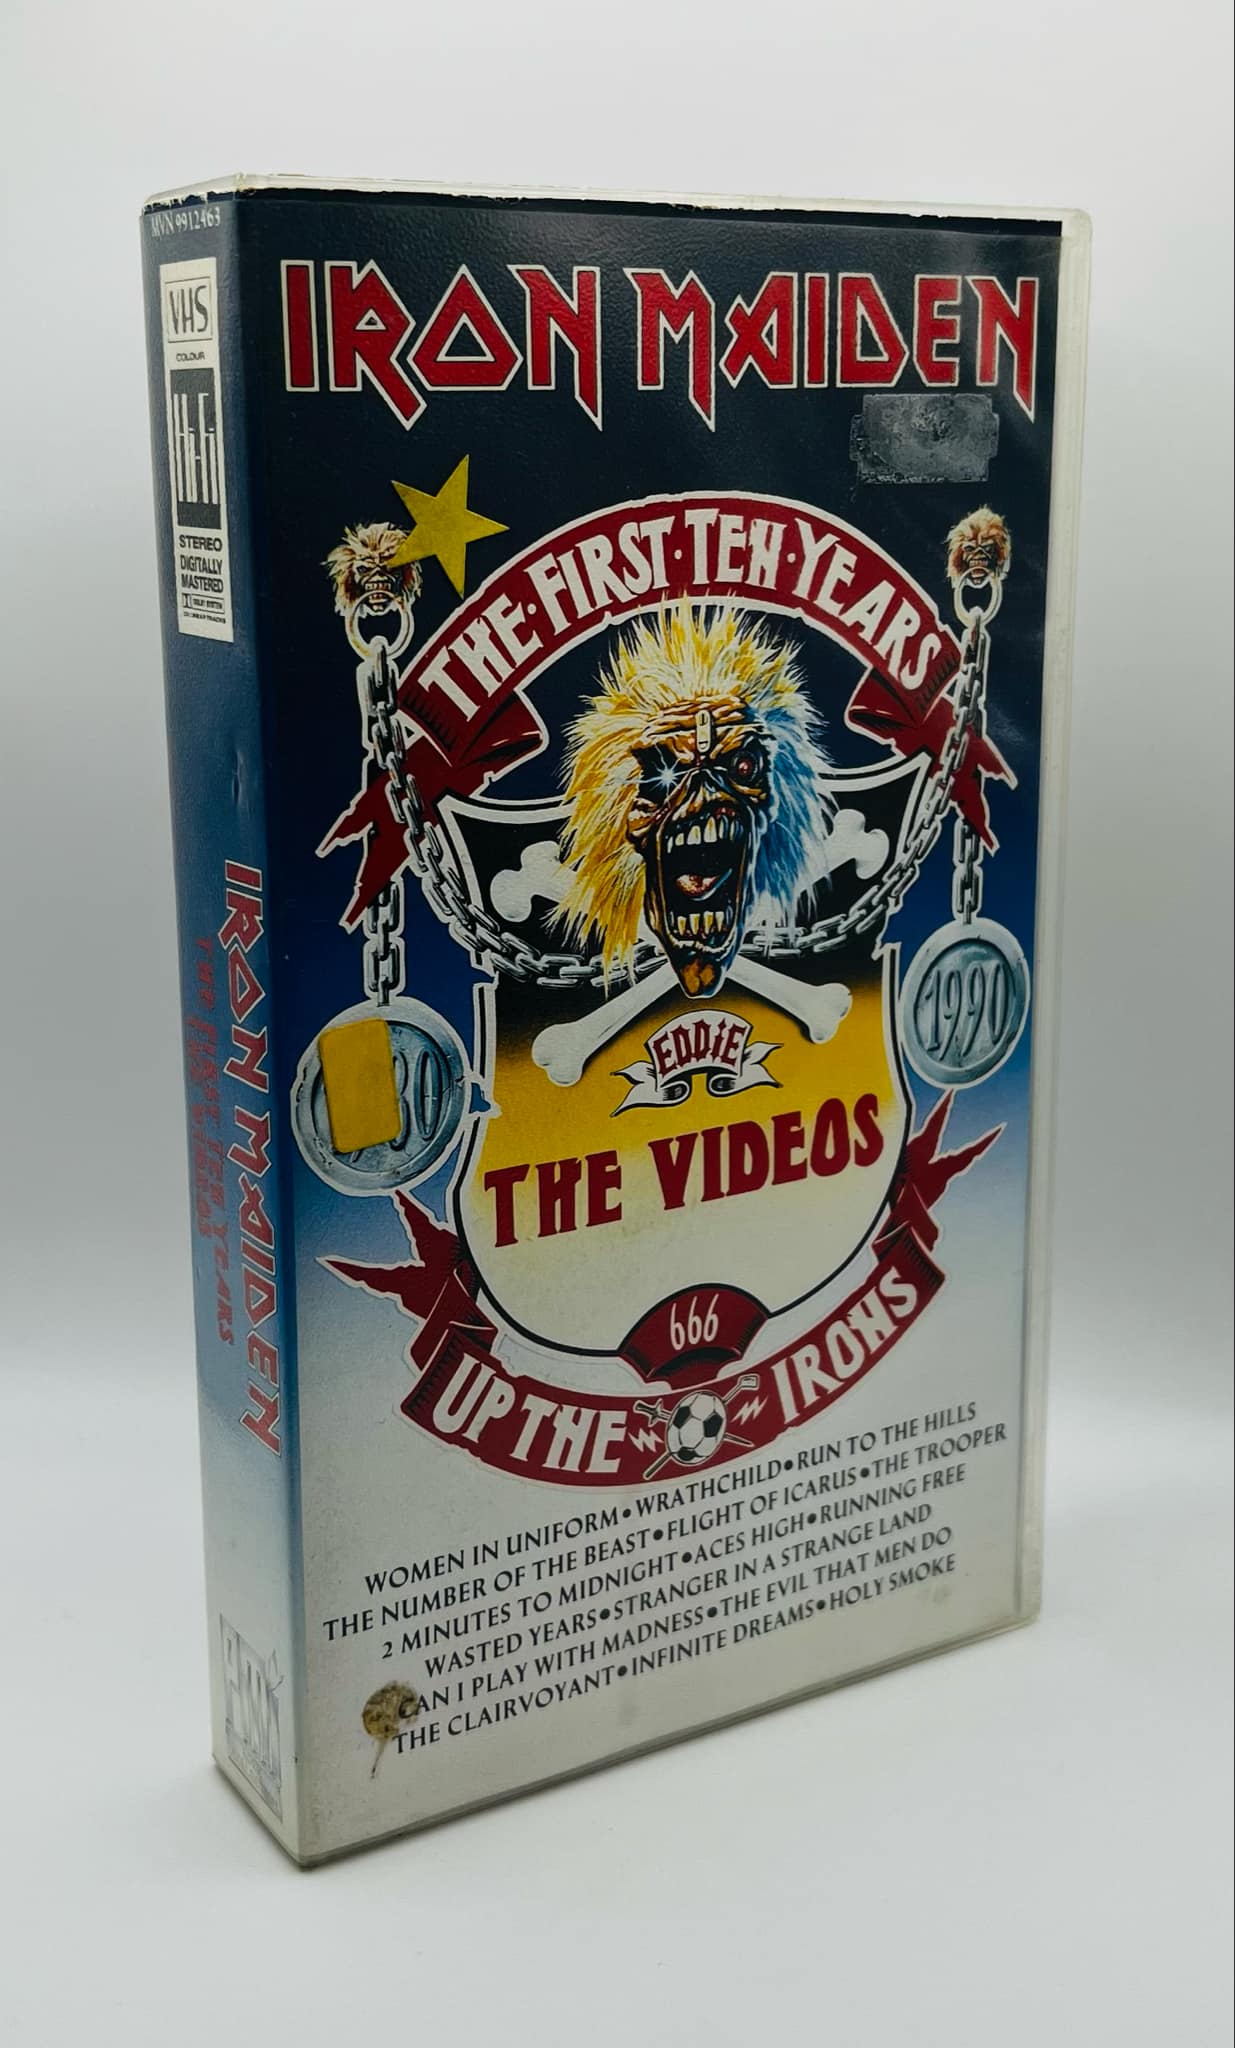 MVN 9912463
VHS
COLOUR
Hi-Fi
STEREO
DIGITALLY
MASTERED
IRON MAIDEN
THE FIRST TEN YEARS
IRON MAIDEN
THE·FIRST·TEN·YEARS
1990
EDDIE
THE VIDEOS
666
UP THE IRONS
WOMEN IN UNIFORM•WRATHCHILD•RUN TO THE HILLS
THE NUMBER OF THE BEAST•FLIGHT OF ICARUS•THE TROOPER
2 MINUTES TO MIDNIGHT•ACES HIGH•RUNNING FREE
WASTED YEARS•STRANGER IN A STRANGE LAND
CAN I PLAY WITH MADNESS•THE EVIL THAT MEN DO
THE CLAIRVOYANT•INFINITE DREAMS•HOLY SMOKE